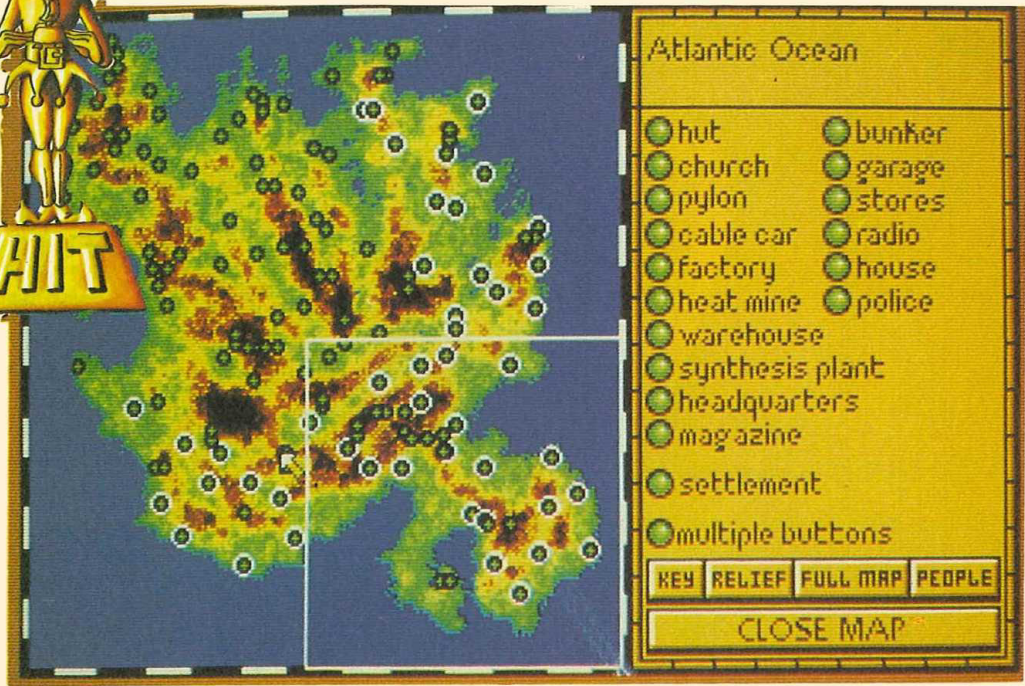 HIT
Atlantic Ocean
hut
bunker
church
garage
pylon
stores
cable car
radio
factory
house
heat mine
police
warehouse
synthesis plant
headquarters
magazine
settlement
multiple buttons
KEY
RELIEF
FULL MAP
PEOPLE
CLOSE MAP